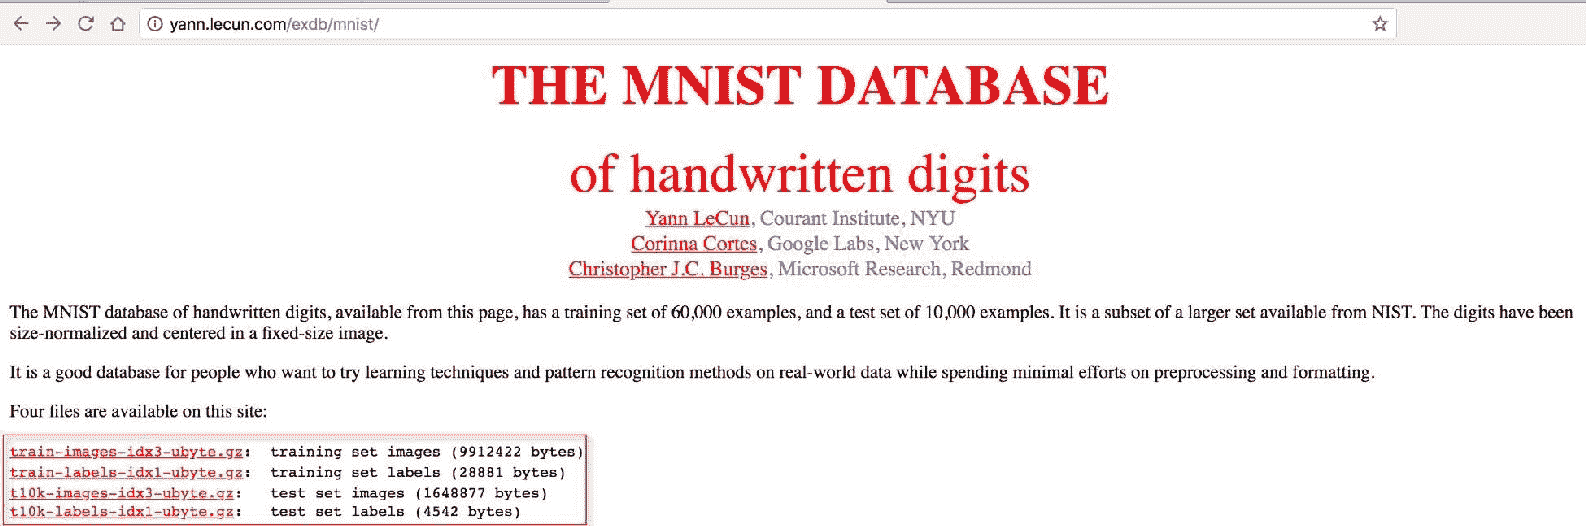 yann.lecun.com/exdb/mnist/
THE MNIST DATABASE
of handwritten digits
Yann LeCun, Courant Institute, NYU
Corinna Cortes, Google Labs, New York
Christopher J.C. Burges, Microsoft Research, Redmond
The MNIST database of handwritten digits, available from this page, has a training set of 60,000 examples, and a test set of 10,000 examples. It is a subset of a larger set available from NIST. The digits have been
size-normalized and centered in a fixed-size image.
It is a good database for people who want to try learning techniques and pattern recognition methods on real-world data while spending minimal efforts on preprocessing and formatting.
Four files are available on this site:
train-images-idx3-ubyte.gz: training set images (9912422 bytes)
train-labels-idx1-ubyte.gz: training set labels (28881 bytes)
t10k-images-idx3-ubyte.gz: test set images (1648877 bytes)
t10k-labels-idx1-ubyte.gz: test set labels (4542 bytes)